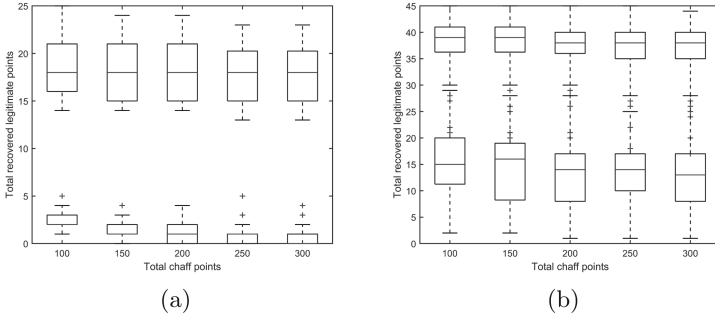 25
20
15
10
5
0
Total recovered legitimate points
100 150 200 250 300
Total chaff points
(a)
45
40
35
30
25
20
15
10
5
0
Total recovered legitimate points
100 150 200 250 300
Total chaff points
(b)